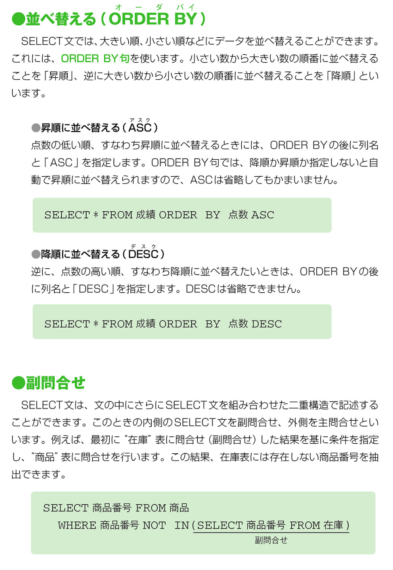 オーダ バイ
●並べ替える（ORDER BY）
SELECT文では、大きい順、小さい順などにデータを並べ替えることができます。
これには、ORDER BY句を使います。小さい数から大きい数の順番に並べ替える
ことを「昇順」、逆に大きい数から小さい数の順番に並べ替えることを「降順」とい
います。
アスク
●昇順に並べ替える（ASC）
点数の低い順、すなわち昇順に並べ替えるときには、ORDER BYの後に列名
と「ASC」を指定します。ORDER BY句では、降順か昇順か指定しないと自
動で昇順に並べ替えられますので、ASCは省略してもかまいません。
SELECT * FROM 成績 ORDER BY 点数 ASC
デスク
●降順に並べ替える（DESC）
逆に、点数の高い順、すなわち降順に並べ替えたいときは、ORDER BYの後
に列名と「DESC」を指定します。DESCは省略できません。
SELECT * FROM 成績 ORDER BY 点数 DESC
●副問合せ
SELECT文は、文の中にさらにSELECT文を組み合わせた二重構造で記述する
ことができます。このときの内側のSELECT文を副問合せ、外側を主問合せとい
います。例えば、最初に“在庫”表に問合せ（副問合せ）した結果を基に条件を指定
し、“商品”表に問合せを行います。この結果、在庫表には存在しない商品番号を抽
出できます。
SELECT 商品番号 FROM 商品
WHERE 商品番号 NOT IN (SELECT 商品番号 FROM 在庫)
副問合せ